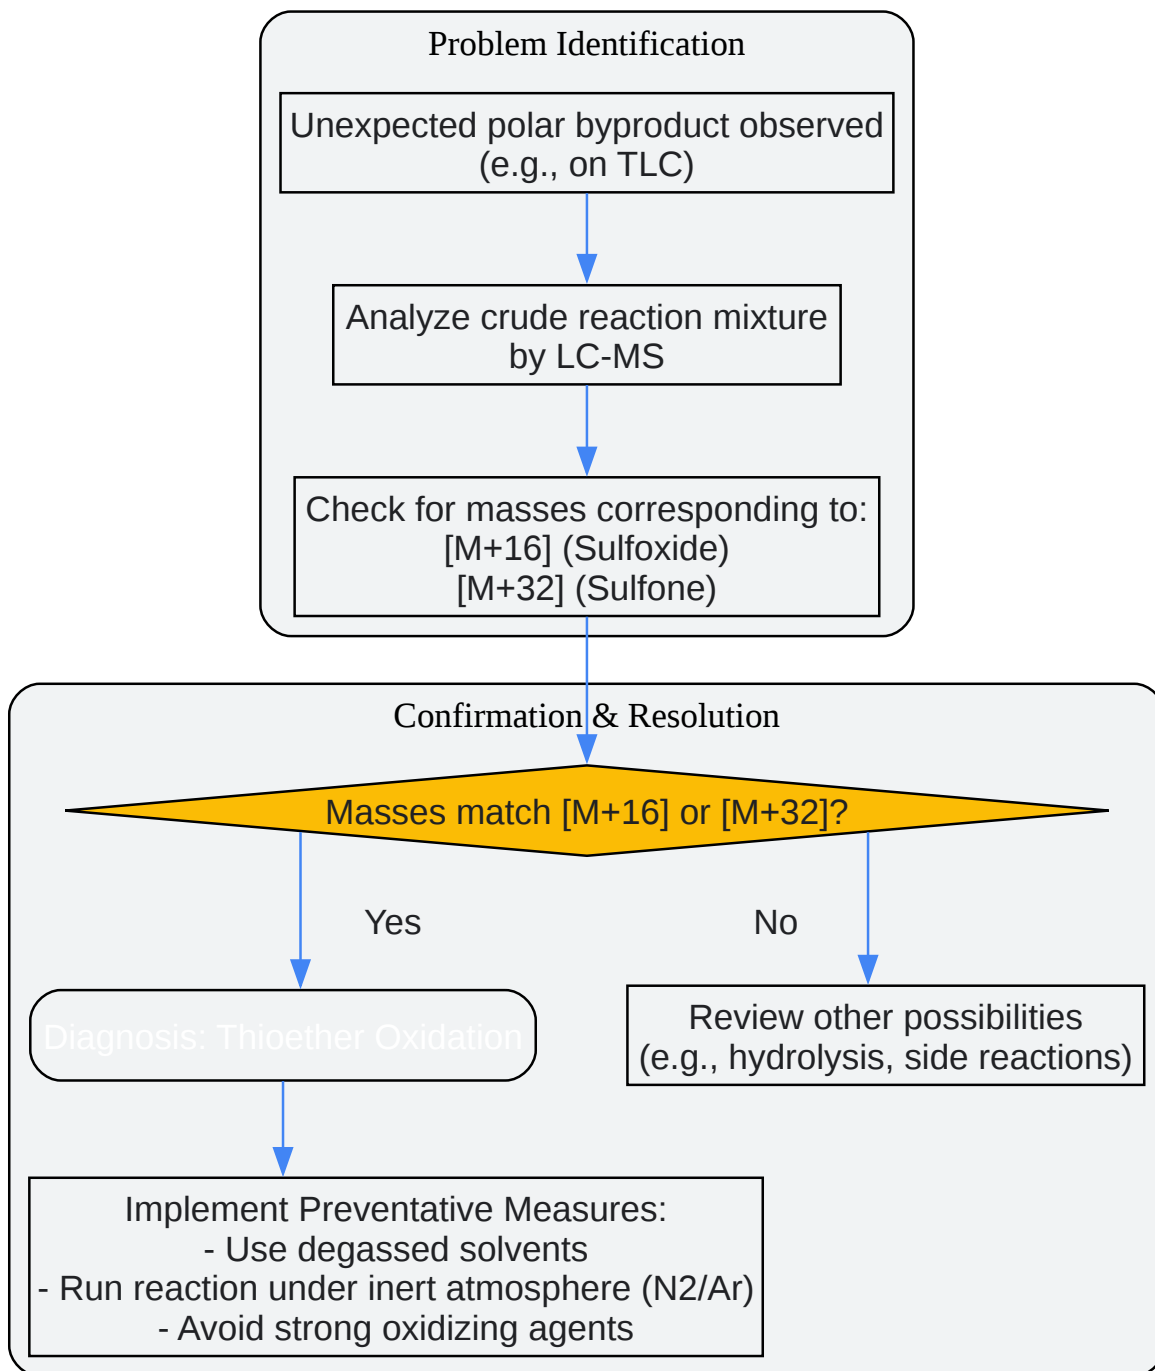 Problem Identification
Unexpected polar byproduct observed
(e.g., on TLC)
Analyze crude reaction mixture
by LC-MS
Check for masses corresponding to:
[M+16] (Sulfoxide)
[M+32] (Sulfone)
Confirmation & Resolution
Masses match [M+16] or [M+32]?
Yes
No
Diagnosis: Thioether Oxidation
Review other possibilities
(e.g., hydrolysis, side reactions)
Implement Preventative Measures:
- Use degassed solvents
- Run reaction under inert atmosphere (N2/Ar)
- Avoid strong oxidizing agents